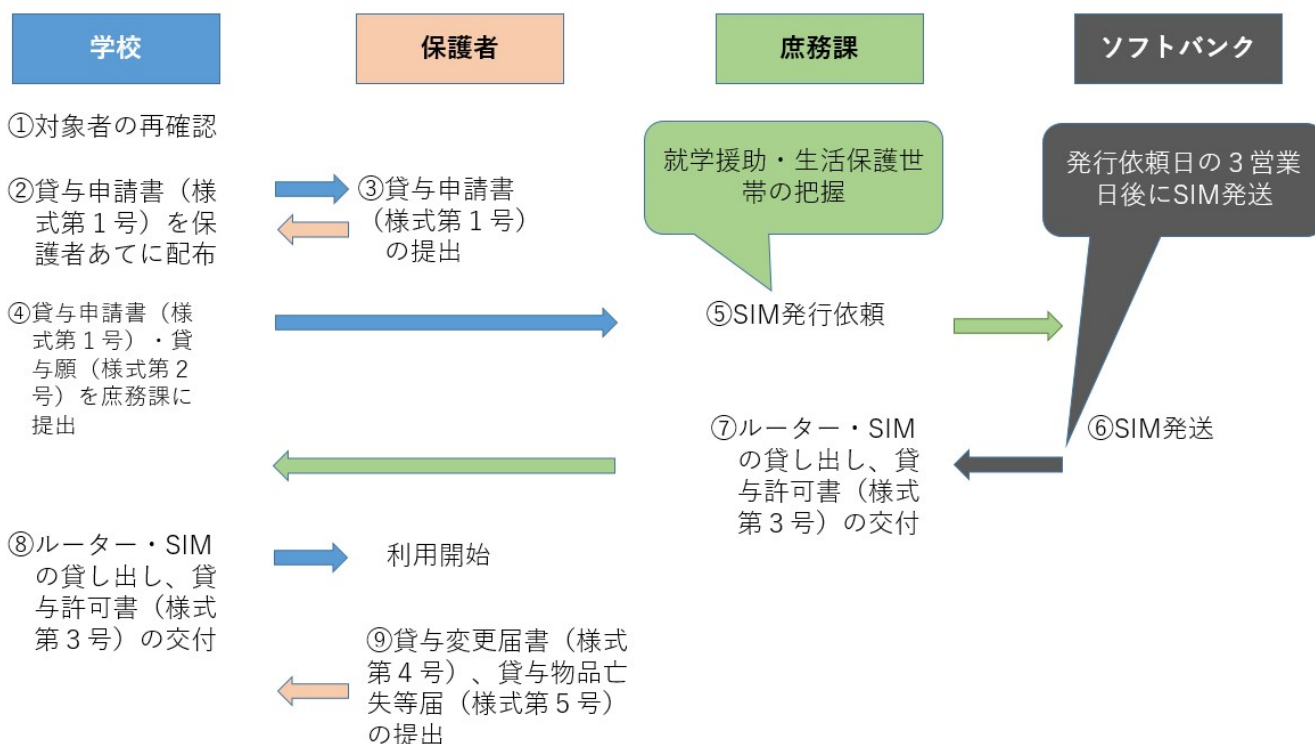 学校
保護者
庶務課
ソフトバンク
①対象者の再確認
就学援助・生活保護世
帯の把握
発行依頼日の３営業
日後にSIM発送
②貸与申請書（様
式第１号）を保
護者あてに配布
③貸与申請書
（様式第１号）
の提出
④貸与申請書（様
式第１号）・貸
与願（様式第２
号）を庶務課に
提出
⑤SIM発行依頼
⑥SIM発送
⑦ルーター・SIM
の貸し出し、貸
与許可書（様式
第３号）の交付
⑧ルーター・SIM
の貸し出し、貸
与許可書（様式
第３号）の交付
利用開始
⑨貸与変更届書（様式
第４号）、貸与物品亡
失等届（様式第５号）
の提出